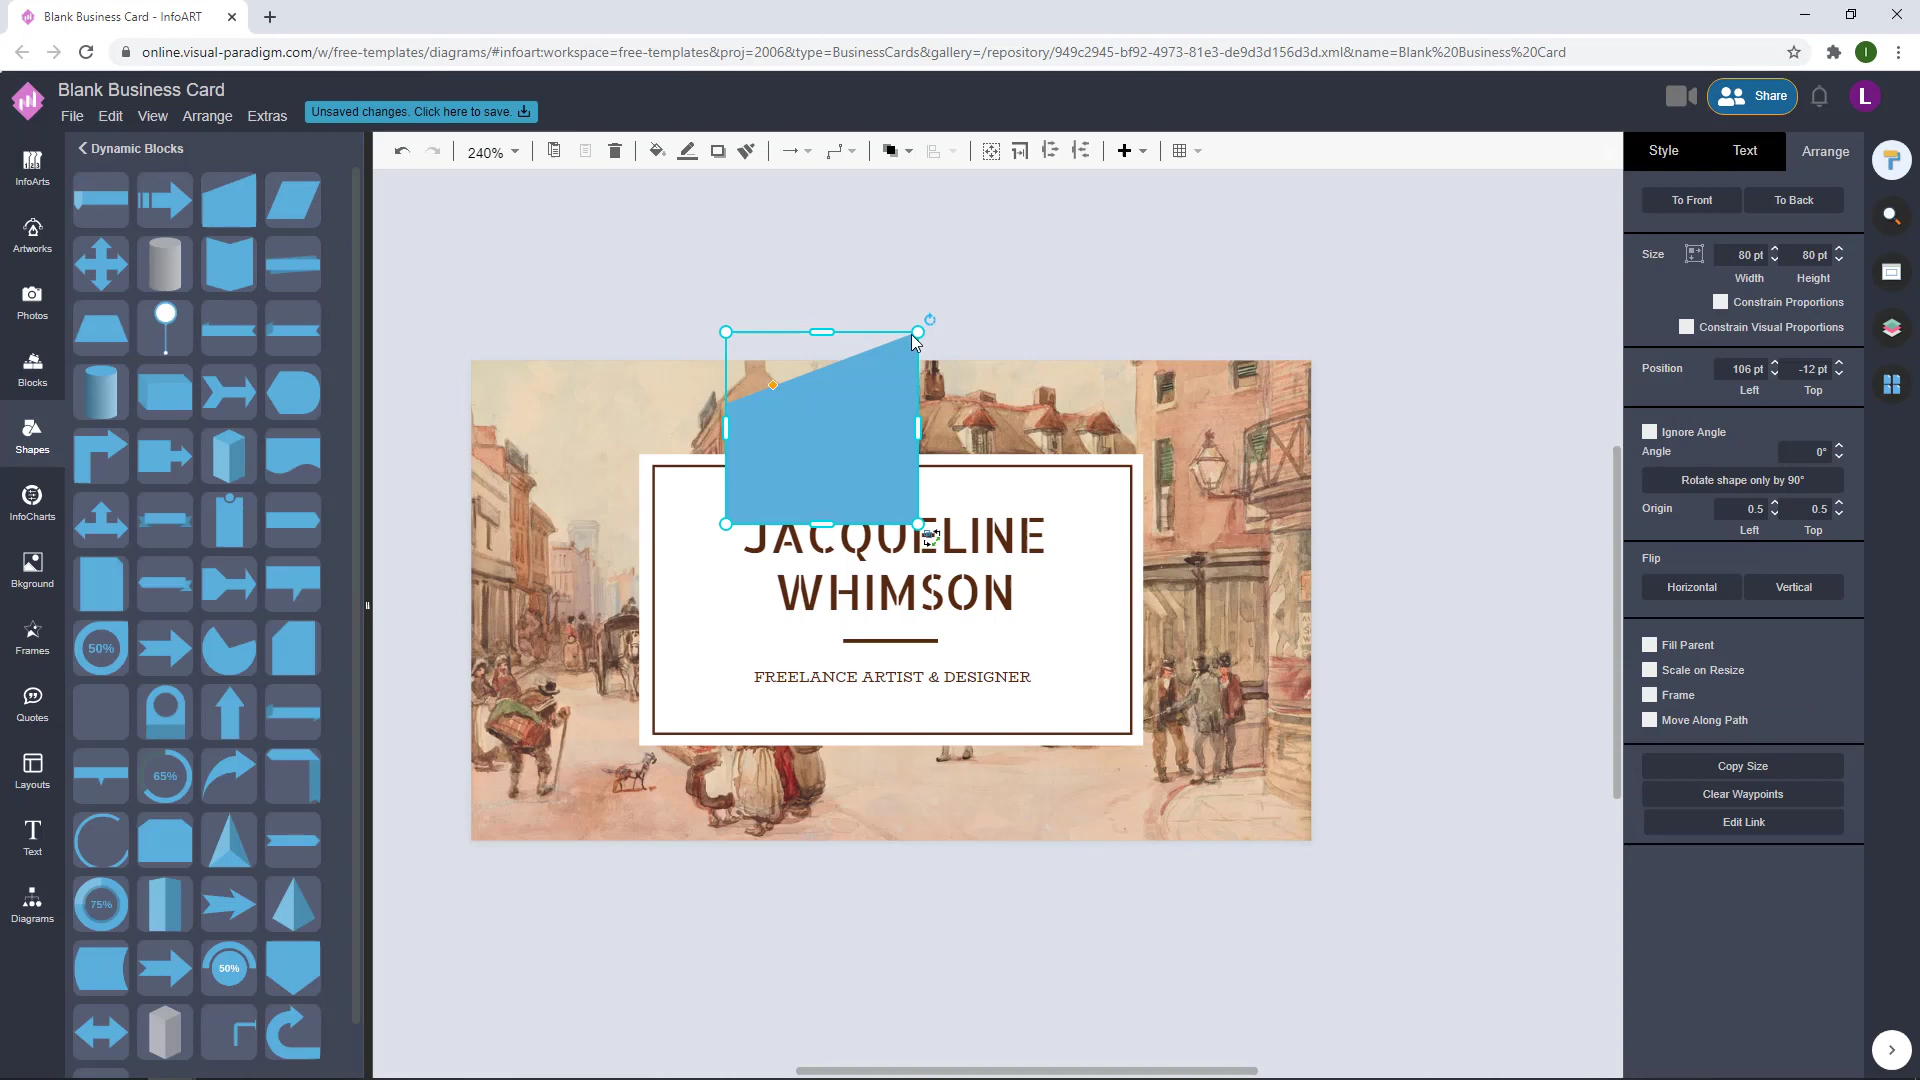 Blank Business Card - InfoART
online.visual-paradigm.com/w/free-templates/diagrams/#infoart:workspace=free-templates&proj=2006&type=BusinessCards&gallery=/repository/949c2945-bf92-4973-81e3-de9d3d156d3d.xml&name=Blank%20Business%20Card
I
Blank Business Card
File
Edit
View
Arrange
Extras
Unsaved changes. Click here to save.
Share
L
InfoArts
Artworks
Photos
Blocks
Shapes
InfoCharts
Bkground
Frames
Quotes
Layouts
T
Text
Diagrams
Dynamic Blocks
50%
65%
75%
50%
240%
JACQUELINE
WHIMSON
FREELANCE ARTIST & DESIGNER
Style
Text
Arrange
To Front
To Back
Size
80 pt
80 pt
Width
Height
Constrain Proportions
Constrain Visual Proportions
Position
106 pt
-12 pt
Left
Top
Ignore Angle
Angle
0°
Rotate shape only by 90°
Origin
0.5
0.5
Left
Top
Flip
Horizontal
Vertical
Fill Parent
Scale on Resize
Frame
Move Along Path
Copy Size
Clear Waypoints
Edit Link